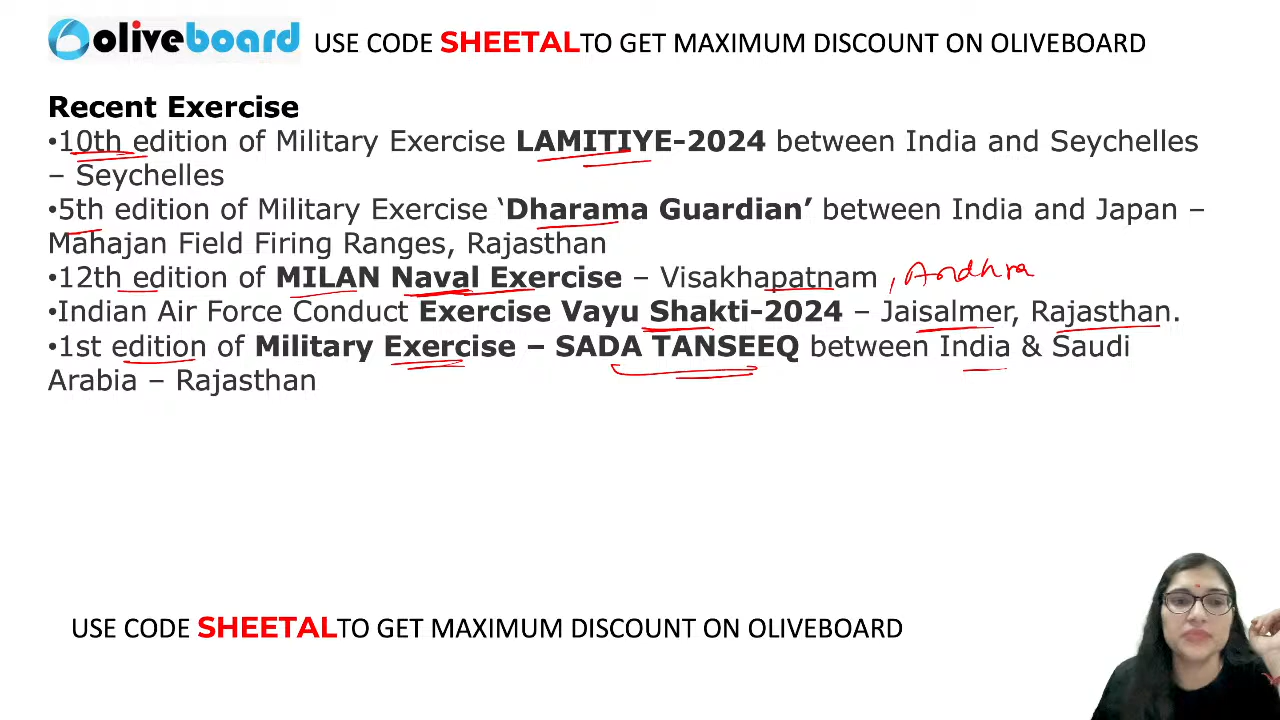 oliveboard USE CODE SHEETAL TO GET MAXIMUM DISCOUNT ON OLIVEBOARD
Recent Exercise
•10th edition of Military Exercise LAMITIYE-2024 between India and Seychelles
– Seychelles
•5th edition of Military Exercise ‘Dharama Guardian’ between India and Japan –
Mahajan Field Firing Ranges, Rajasthan
•12th edition of MILAN Naval Exercise – Visakhapatnam , Andhra
•Indian Air Force Conduct Exercise Vayu Shakti-2024 – Jaisalmer, Rajasthan.
•1st edition of Military Exercise – SADA TANSEEQ between India & Saudi
Arabia – Rajasthan
USE CODE SHEETAL TO GET MAXIMUM DISCOUNT ON OLIVEBOARD